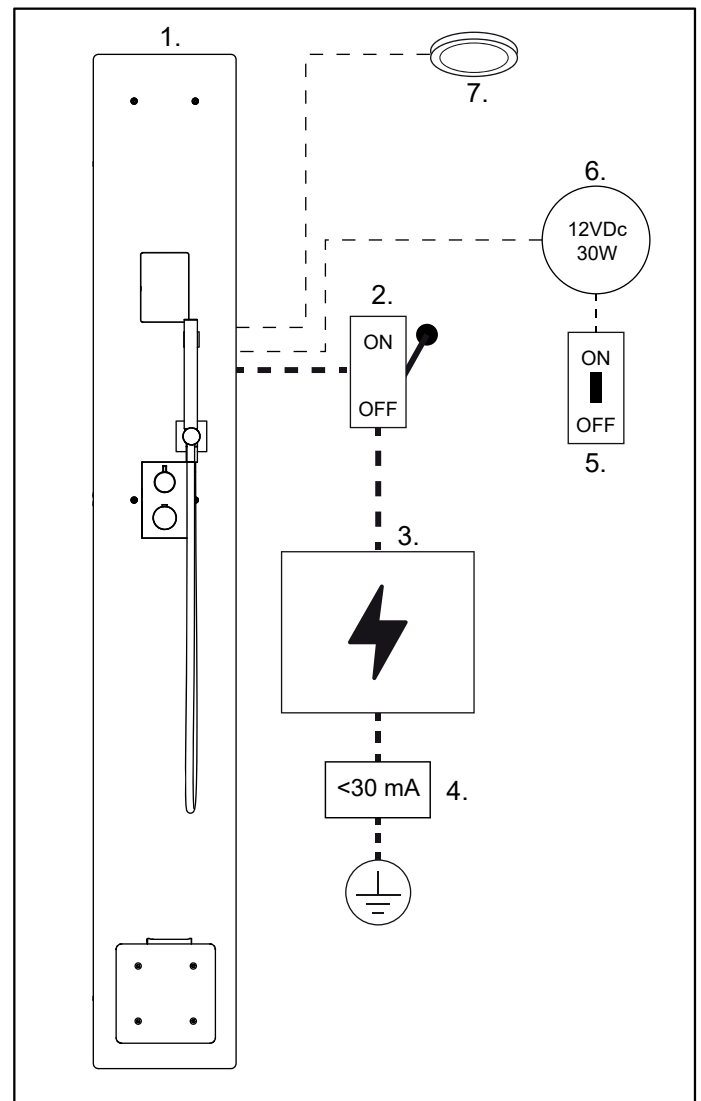 1.
7.
6.
12VDc
30W
2.
ON
OFF
ON
OFF
5.
3.
<30 mA
4.